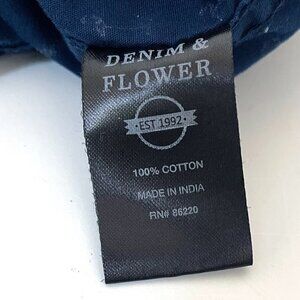 DENIM &
FLOWER
EST 1992
100% COTTON
MADE IN INDIA
RN# 86220